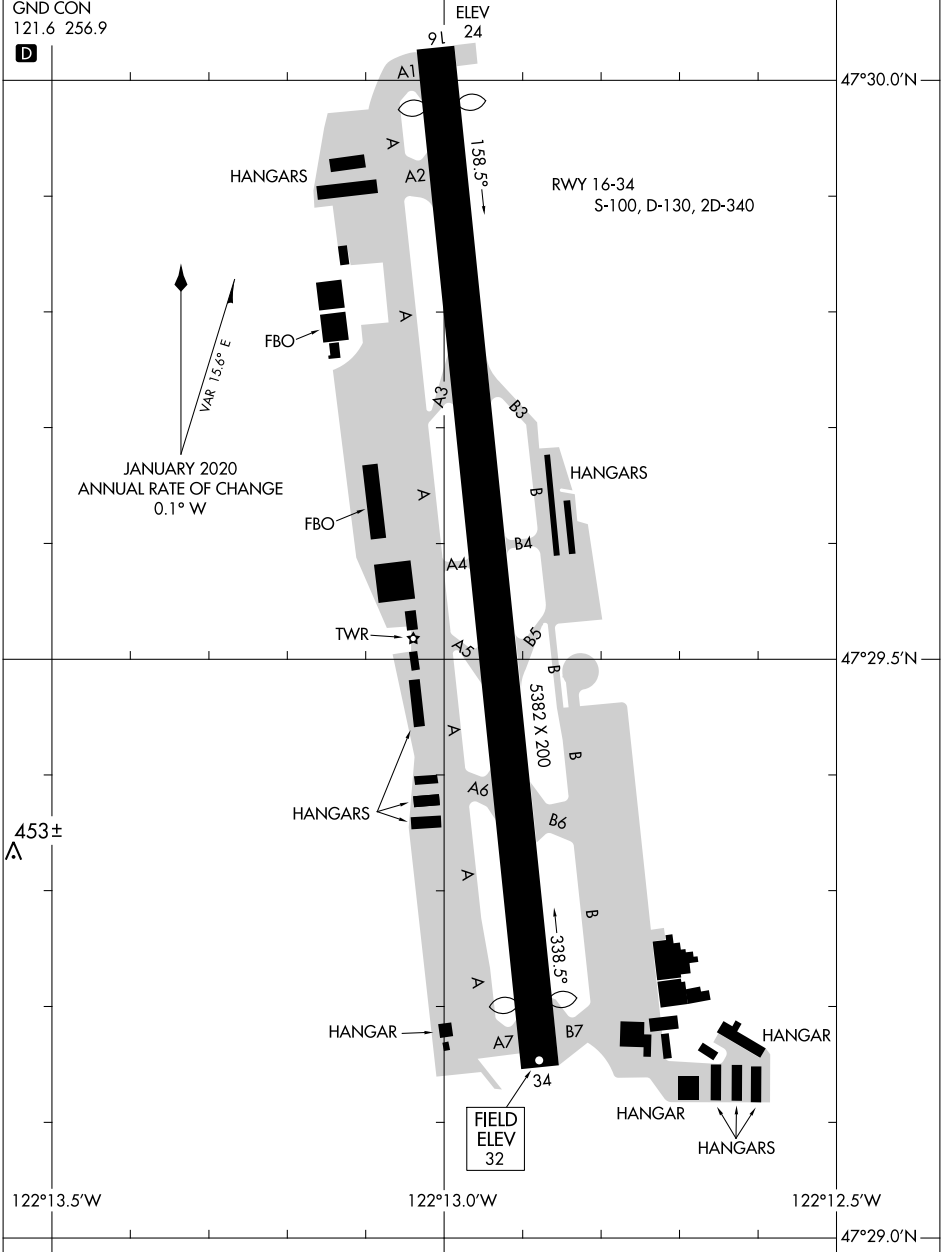 GND CON
121.6 256.9
D
ELEV
24
16
A1
47°30.0'N
A
158.5°
HANGARS
A2
RWY 16-34
S-100, D-130, 2D-340
A
FBO
VAR 15.6° E
A3
B3
JANUARY 2020
ANNUAL RATE OF CHANGE
0.1° W
HANGARS
A
B
FBO
B4
A4
TWR
A5
B5
47°29.5'N
B
5382 X 200
A
B
A6
HANGARS
B6
453±
A
B
338.5°
A
HANGAR
A7
B7
HANGAR
34
HANGAR
FIELD
ELEV
32
HANGARS
122°13.5'W
122°13.0'W
122°12.5'W
47°29.0'N